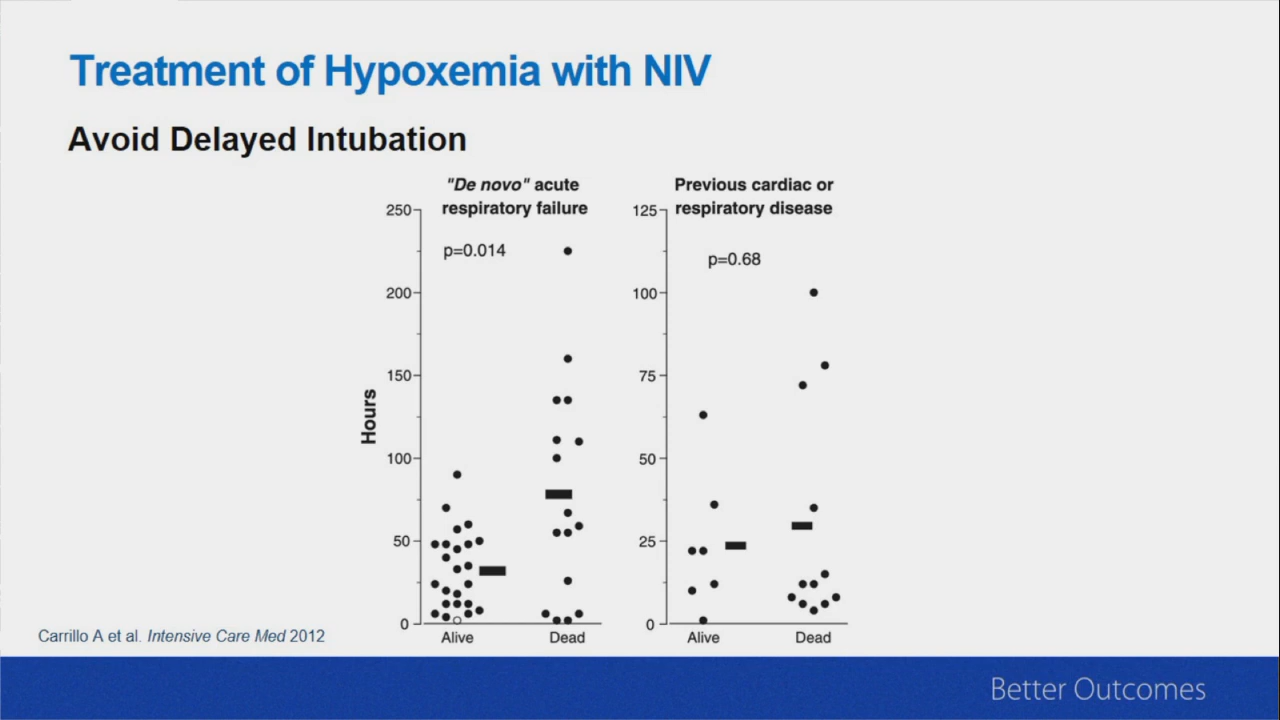 Treatment of Hypoxemia with NIV
Avoid Delayed Intubation
"De novo" acute
respiratory failure
p=0.014
Hours
250
200
150
100
50
0
Alive
Dead
Previous cardiac or
respiratory disease
p=0.68
125
100
75
50
25
0
Alive
Dead
Carrillo A et al. Intensive Care Med 2012
Better Outcomes